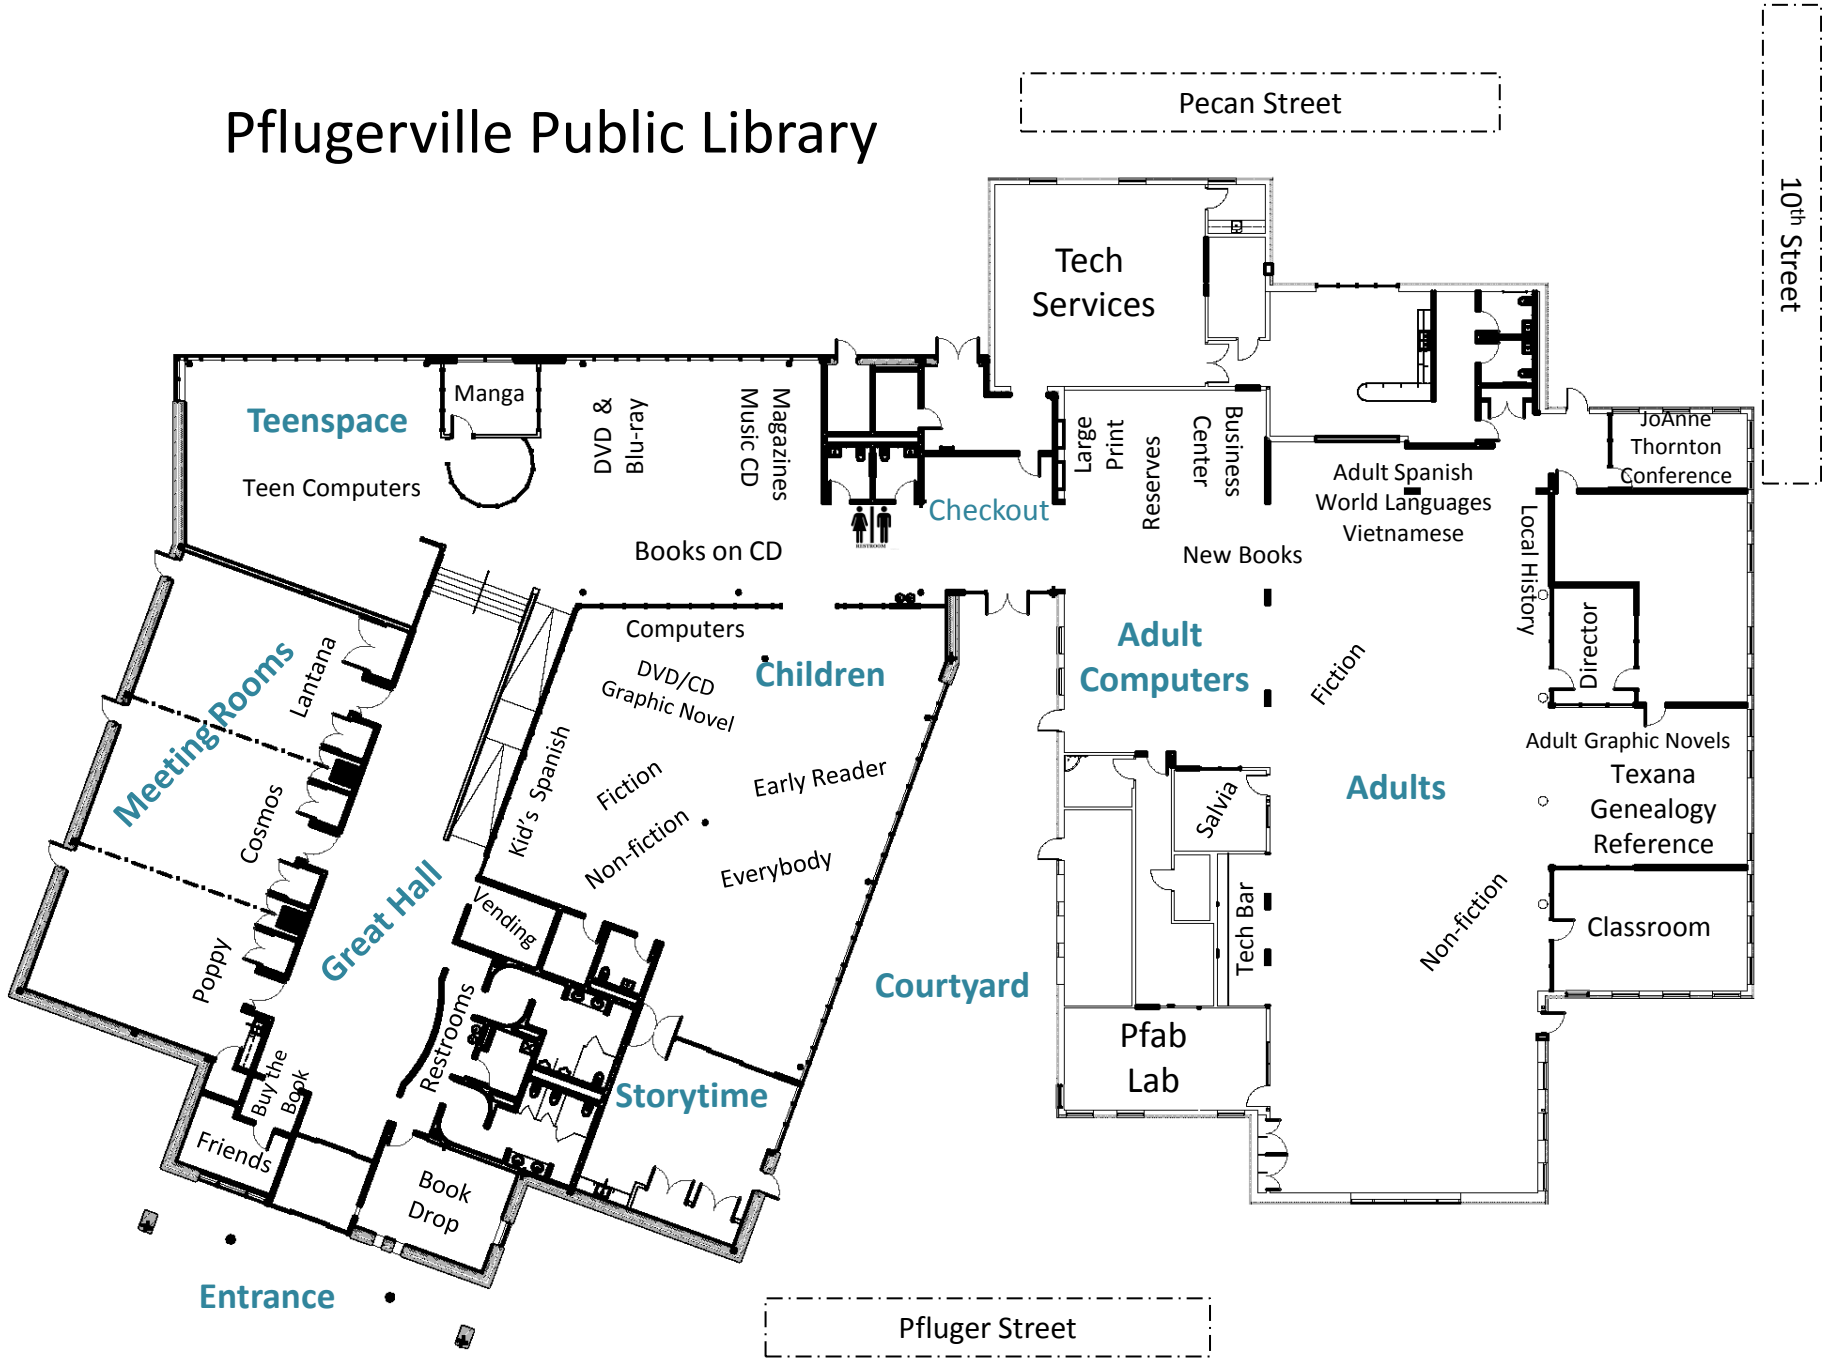 Pflugerville Public Library
Pecan Street
10th Street
Tech
Services
Teenspace
Teen Computers
Manga
DVD &
Blu-ray
Magazines
Music CD
Books on CD
RESTROOM
Checkout
Large
Print
Reserves
Business
Center
New Books
Adult Spanish
World Languages
Vietnamese
JoAnne
Thornton
Conference
Local History
Director
Adult
Computers
Fiction
Adult Graphic Novels
Texana
Genealogy
Reference
Adults
Non-fiction
Classroom
Salvia
Tech Bar
Pfab
Lab
Computers
Children
DVD/CD
Graphic Novel
Kid's Spanish
Fiction
Non-fiction
Early Reader
Everybody
Meeting Rooms
Lantana
Cosmos
Poppy
Great Hall
Vending
Restrooms
Courtyard
Storytime
Buy the
Book
Friends
Book
Drop
Entrance
Pfluger Street